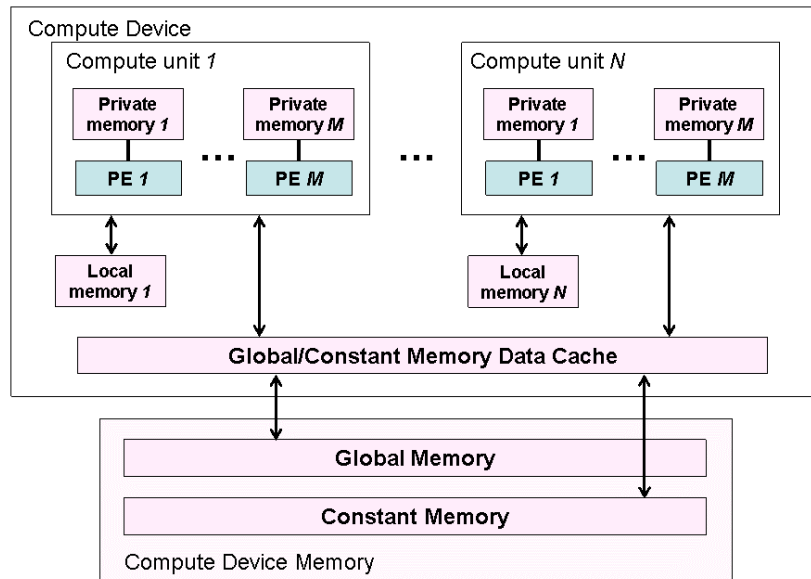 Compute Device
Compute unit 1
Compute unit N
Private
memory 1
Private
memory M
Private
memory 1
Private
memory M
...
...
...
PE 1
PE M
PE 1
PE M
Local
memory 1
Local
memory N
Global/Constant Memory Data Cache
Global Memory
Constant Memory
Compute Device Memory